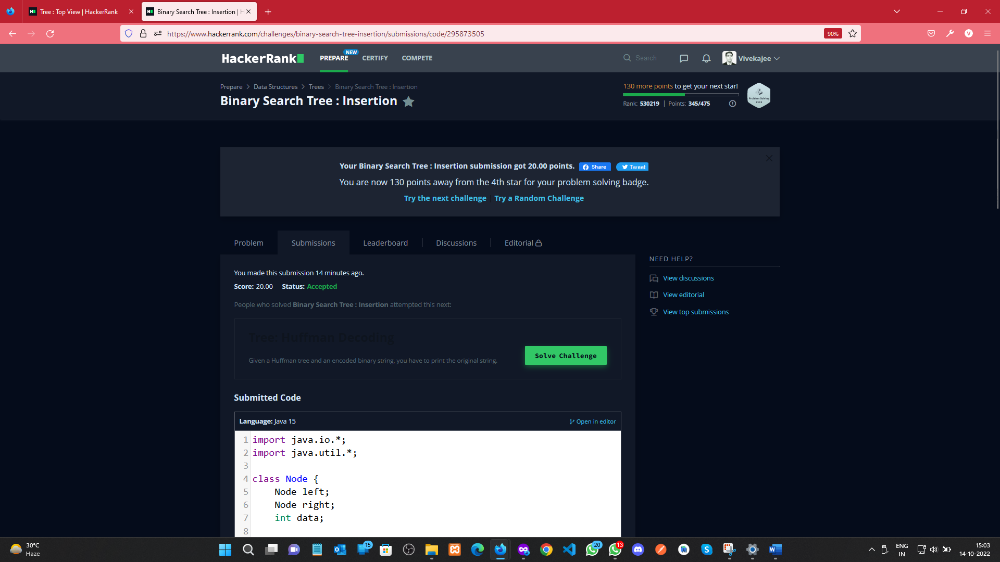 Tree : Top View | HackerRank
Binary Search Tree : Insertion | H
https://www.hackerrank.com/challenges/binary-search-tree-insertion/submissions/code/295873505
90%
V
HackerRank
PREPARE
NEW
CERTIFY
COMPETE
Search
Vivekajee
Prepare > Data Structures > Trees > Binary Search Tree : Insertion
Binary Search Tree : Insertion
130 more points to get your next star!
Rank: 530219 | Points: 345/475
Problem Solving
Your Binary Search Tree : Insertion submission got 20.00 points.
Share
Tweet
You are now 130 points away from the 4th star for your problem solving badge.
Try the next challenge | Try a Random Challenge
Problem
Submissions
Leaderboard
Discussions
Editorial
NEED HELP?
View discussions
View editorial
View top submissions
You made this submission 14 minutes ago.
Score: 20.00 Status: Accepted
People who solved Binary Search Tree : Insertion attempted this next:
Tree: Huffman Decoding
Given a Huffman tree and an encoded binary string, you have to print the original string.
Solve Challenge
Submitted Code
Language: Java 15
Open in editor
1 import java.io.*;
2 import java.util.*;
3
4 class Node {
5 Node left;
6 Node right;
7 int data;
8
30°C
Haze
15
20
13
ENG
IN
15:03
14-10-2022